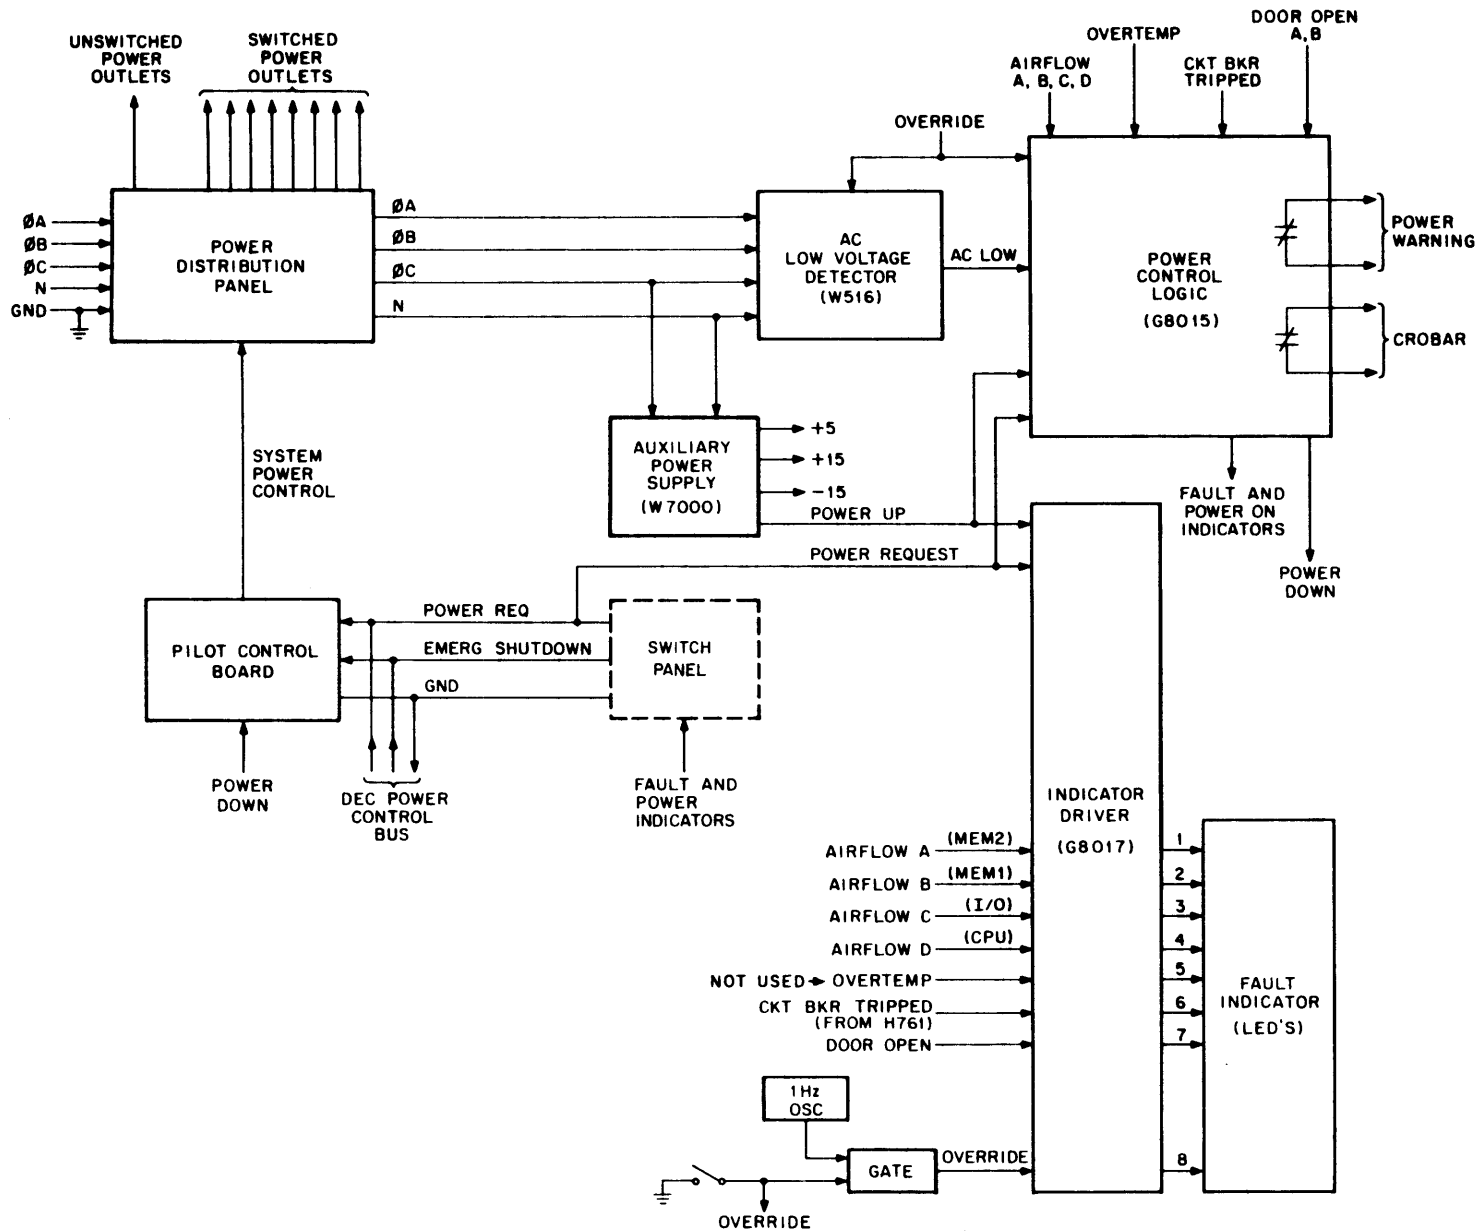 UNSWITCHED
POWER
OUTLETS
SWITCHED
POWER
OUTLETS
DOOR OPEN
A,B
OVERTEMP
AIRFLOW
A, B, C, D
CKT BKR
TRIPPED
OVERRIDE
ØA
ØB
ØC
N
GND
POWER
DISTRIBUTION
PANEL
ØA
ØB
ØC
N
AC
LOW VOLTAGE
DETECTOR
(W516)
AC LOW
POWER
CONTROL
LOGIC
(G8015)
POWER
WARNING
CROBAR
SYSTEM
POWER
CONTROL
AUXILIARY
POWER
SUPPLY
(W7000)
+5
+15
-15
POWER UP
POWER REQUEST
FAULT AND
POWER ON
INDICATORS
POWER
DOWN
PILOT CONTROL
BOARD
POWER REQ
EMERG SHUTDOWN
GND
SWITCH
PANEL
POWER
DOWN
DEC POWER
CONTROL
BUS
FAULT AND
POWER
INDICATORS
INDICATOR
DRIVER
(G8017)
AIRFLOW A (MEM2)
AIRFLOW B (MEM1)
AIRFLOW C (I/O)
AIRFLOW D (CPU)
NOT USED OVERTEMP
CKT BKR TRIPPED
(FROM H761)
DOOR OPEN
1
2
3
4
5
6
7
8
FAULT
INDICATOR
(LED'S)
1Hz
OSC
GATE
OVERRIDE
OVERRIDE